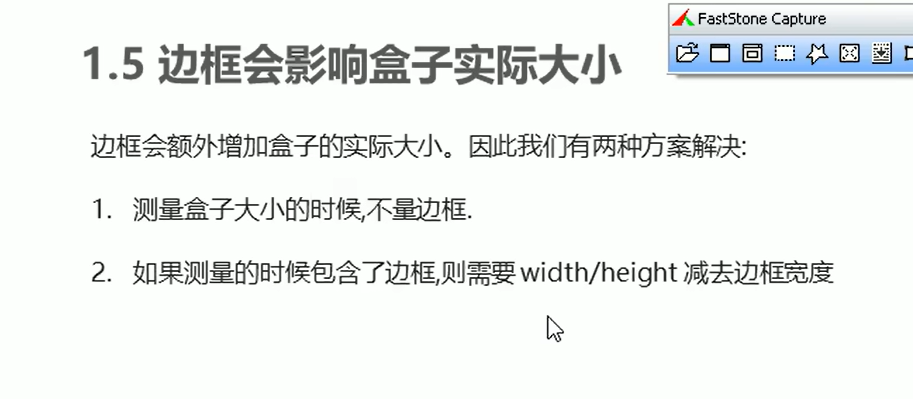 FastStone Capture
1.5 边框会影响盒子实际大小
边框会额外增加盒子的实际大小。因此我们有两种方案解决:
1. 测量盒子大小的时候,不量边框.
2. 如果测量的时候包含了边框,则需要 width/height 减去边框宽度